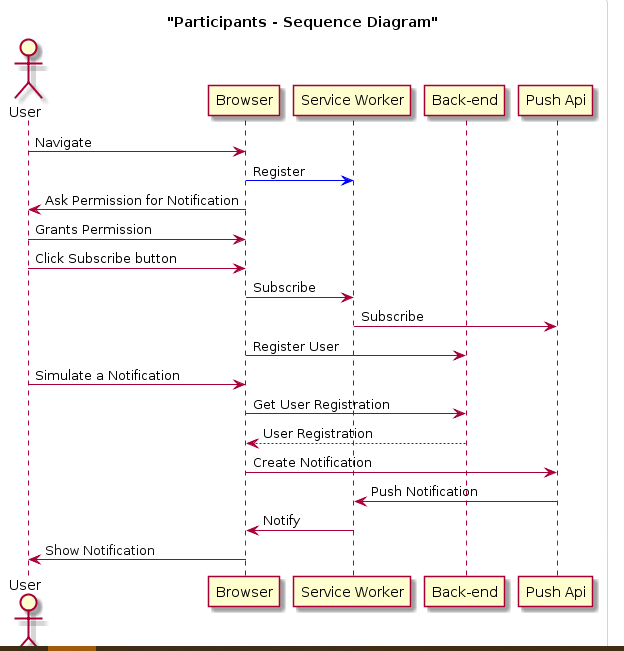 "Participants - Sequence Diagram"
User
Browser
Service Worker
Back-end
Push Api
Navigate
Register
Ask Permission for Notification
Grants Permission
Click Subscribe button
Subscribe
Subscribe
Register User
Simulate a Notification
Get User Registration
User Registration
Create Notification
Push Notification
Notify
Show Notification
User
Browser
Service Worker
Back-end
Push Api